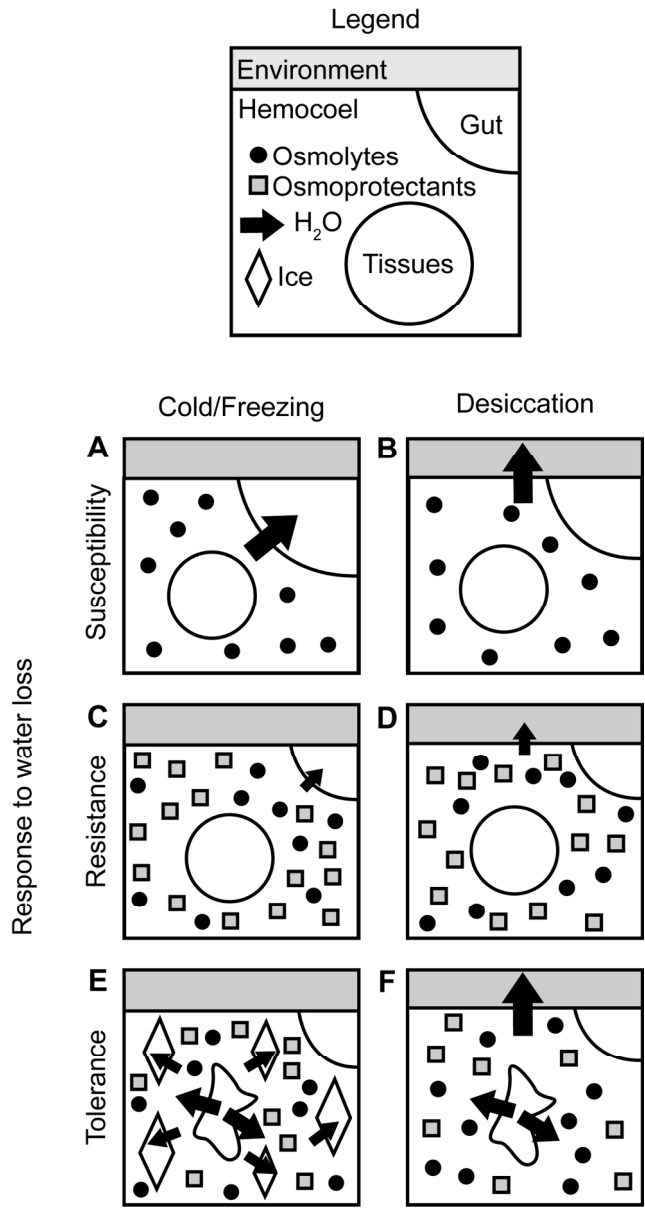 Legend
Environment
Hemocoel
Gut
Osmolytes
Osmoprotectants
H2O
Ice
Tissues
Cold/Freezing
Desiccation
A
B
Susceptibility
C
D
Resistance
E
F
Tolerance
Response to water loss